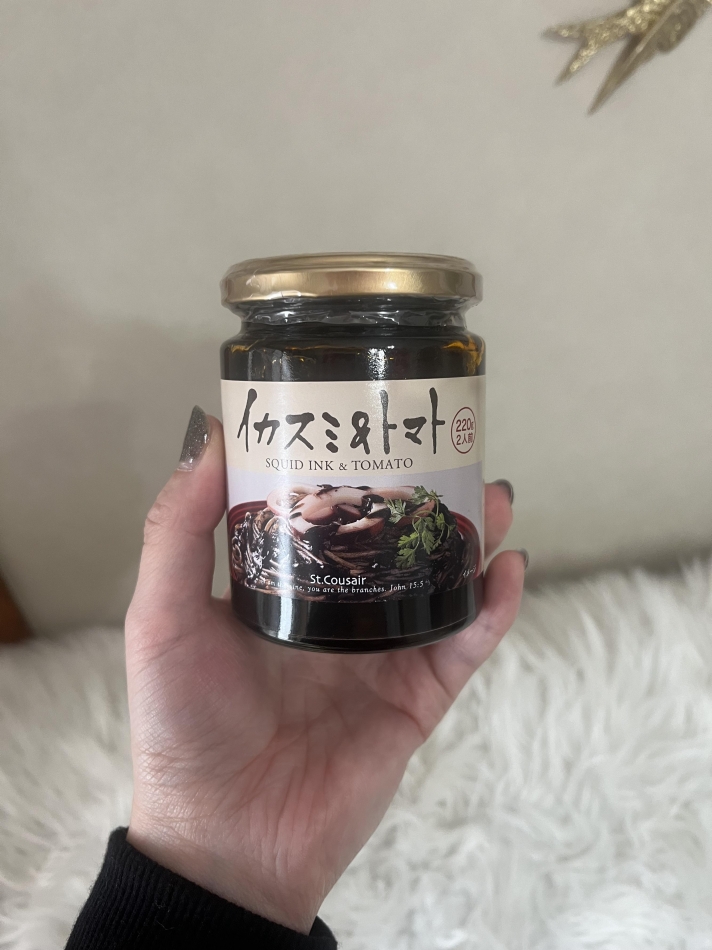 イカスミ&トマト
220g
2人前
SQUID INK & TOMATO
St.Cousair
vine, you are the branches. John 15:5